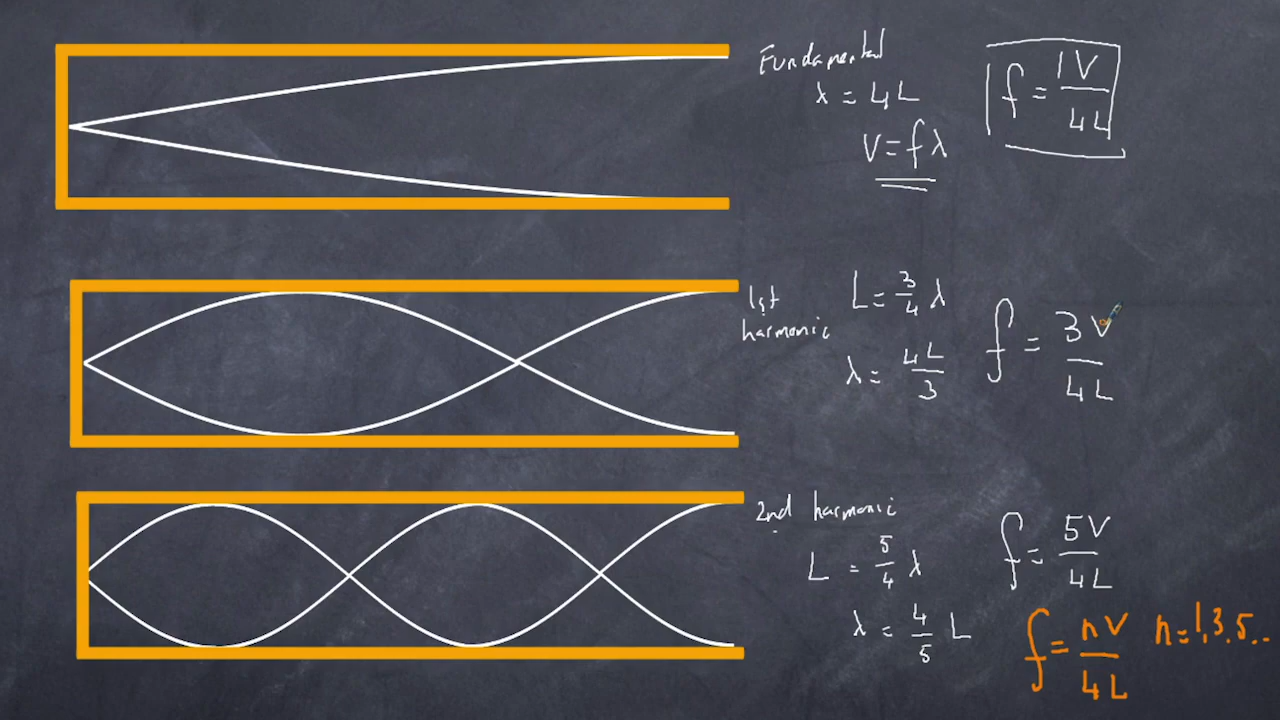 Fundamental
λ = 4L
V = fλ
f = 1V/4L
1st
harmonic
L = 3/4 λ
λ = 4L/3
f = 3V/4L
2nd harmonic
L = 5/4 λ
λ = 4/5 L
f = 5V/4L
f = nV/4L n=1,3,5...